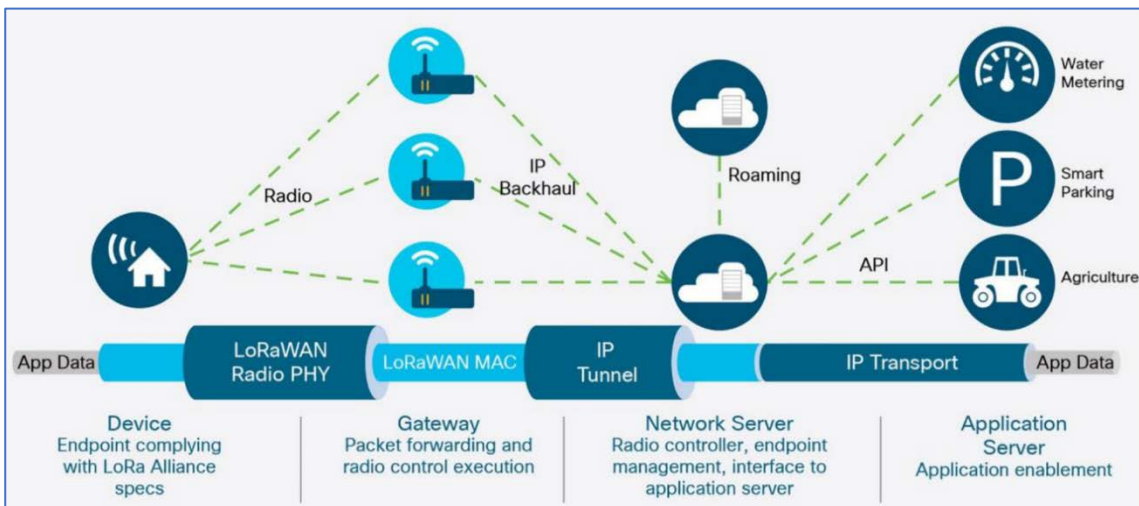 Water
Metering
IP
Backhaul
Radio
Roaming
P
Smart
Parking
API
Agriculture
App Data
LoRaWAN
Radio PHY
LoRaWAN MAC
IP
Tunnel
IP Transport
App Data
Device
Endpoint complying
with LoRa Alliance
specs
Gateway
Packet forwarding and
radio control execution
Network Server
Radio controller, endpoint
management, interface to
application server
Application
Server
Application enablement